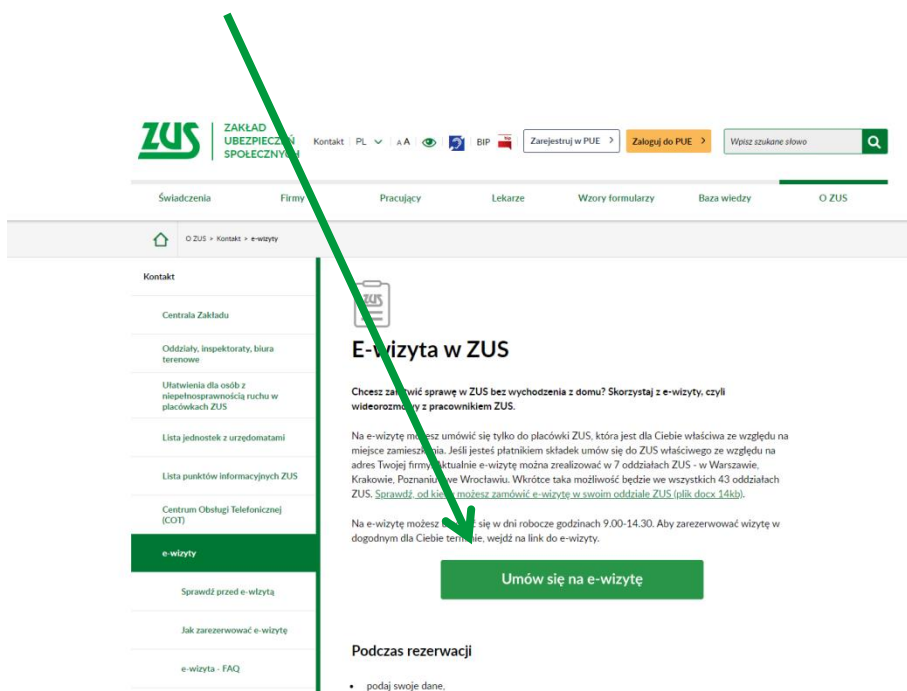 ZUS
ZAKŁAD
UBEZPIECZEŃ
SPOŁECZNYCH
Kontakt PL A A BIP Zarejestruj w PUE Zaloguj do PUE Wpisz szukane słowo
Świadczenia Firmy Pracujący Lekarze Wzory formularzy Baza wiedzy O ZUS
O ZUS > Kontakt > e-wizyty
Kontakt
Centrala Zakładu
Oddziały, inspektoraty, biura
terenowe
Ułatwienia dla osób z
niepełnosprawnością ruchu w
placówkach ZUS
Lista jednostek z urzędomatami
Lista punktów informacyjnych ZUS
Centrum Obsługi Telefonicznej
(COT)
e-wizyty
Sprawdź przed e-wizytą
Jak zarezerwować e-wizytę
e-wizyta - FAQ
ZUS
E-wizyta w ZUS
Chcesz załatwić sprawę w ZUS bez wychodzenia z domu? Skorzystaj z e-wizyty, czyli
wideorozmowy z pracownikiem ZUS.
Na e-wizytę możesz umówić się tylko do placówki ZUS, która jest dla Ciebie właściwa ze względu na
miejsce zamieszkania. Jeśli jesteś płatnikiem składek umów się do ZUS właściwego ze względu na
adres Twojej firmy. Aktualnie e-wizytę można zrealizować w 7 oddziałach ZUS - w Warszawie,
Krakowie, Poznaniu we Wrocławiu. Wkrótce taka możliwość będzie we wszystkich 43 oddziałach
ZUS. Sprawdź, od kiedy możesz zamówić e-wizytę w swoim oddziale ZUS (plik docx 14kb).
Na e-wizytę możesz się w dni robocze godzinach 9.00-14.30. Aby zarezerwować wizytę w
dogodnym dla Ciebie terminie, wejdź na link do e-wizyty.
Umów się na e-wizytę
Podczas rezerwacji
• podaj swoje dane,